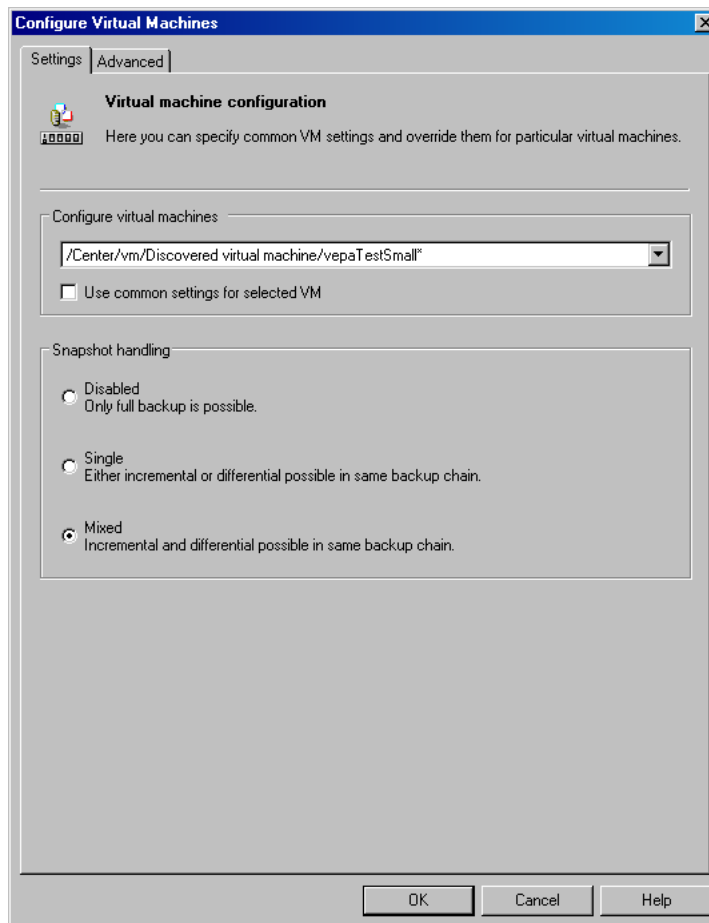 Configure Virtual Machines
Settings
Advanced
Virtual machine configuration
Here you can specify common VM settings and override them for particular virtual machines.
Configure virtual machines
/Center/vm/Discovered virtual machine/vepaTestSmall*
Use common settings for selected VM
Snapshot handling
Disabled
Only full backup is possible.
Single
Either incremental or differential possible in same backup chain.
Mixed
Incremental and differential possible in same backup chain.
OK
Cancel
Help